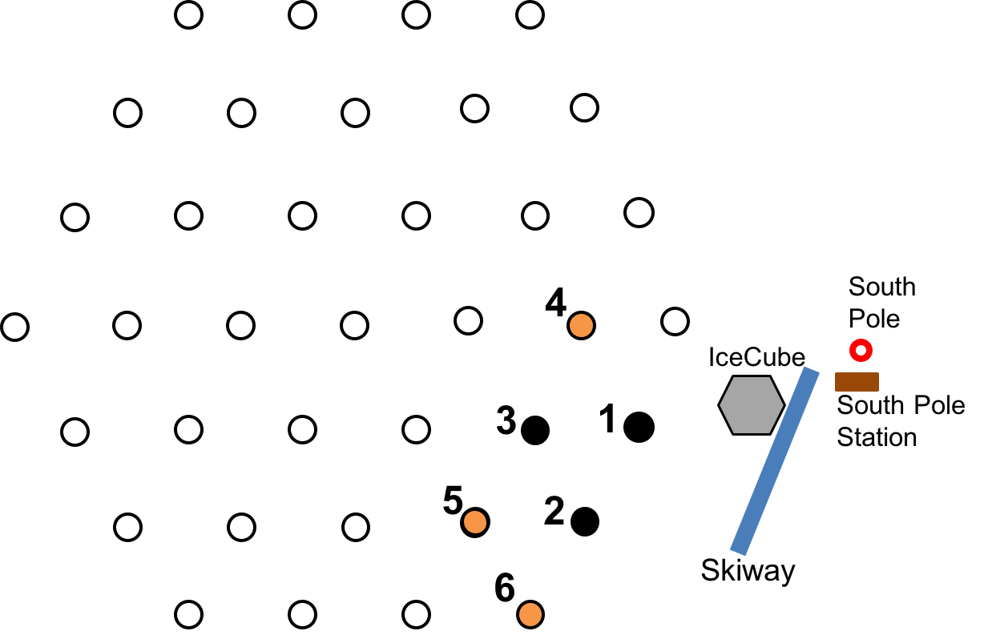 South
Pole
4
IceCube
3
1
South Pole
Station
5
2
Skiway
6